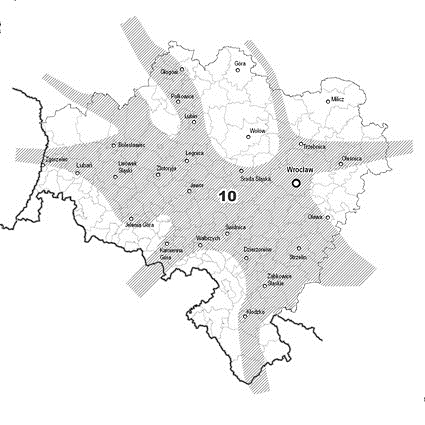 Góra
Głogów
Polkowice
Milicz
Lubin
Wołów
Bolesławiec
Trzebnica
Legnica
Zgorzelec
Lubań
Lwówek
Śląski
Złotoryja
Oleśnica
Środa Śląska
Wrocław
Jawor
10
Jelenia Góra
Oława
Świdnica
Kamienna
Góra
Wałbrzych
Dzierżoniów
Strzelin
Ząbkowice
Śląskie
Kłodzko